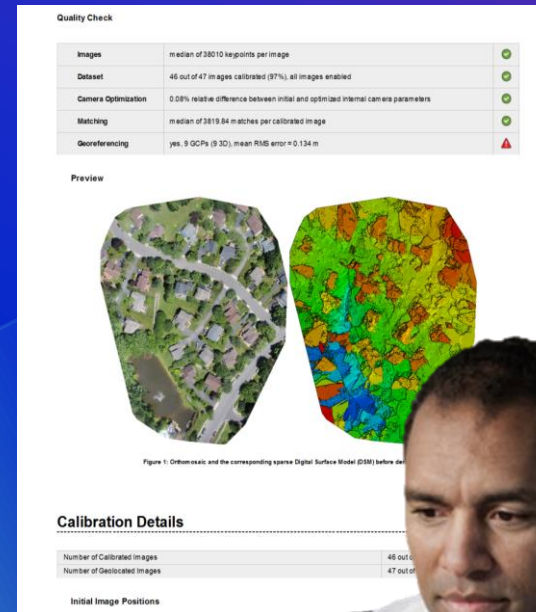 Quality Check
Images median of 38010 keypoints per image
Dataset 46 out of 47 images calibrated (97%), all images enabled
Camera Optimization 0.08% relative difference between initial and optimized internal camera parameters
Matching median of 3819.84 matches per calibrated image
Georeferencing yes, 9 GCPs (9 3D), mean RMS error = 0.134 m
Preview
Figure 1: Orthomosaic and the corresponding sparse Digital Surface Model (DSM) before
Calibration Details
Number of Calibrated Images 46 out
Number of Geolocated Images 47 out
Initial Image Positions